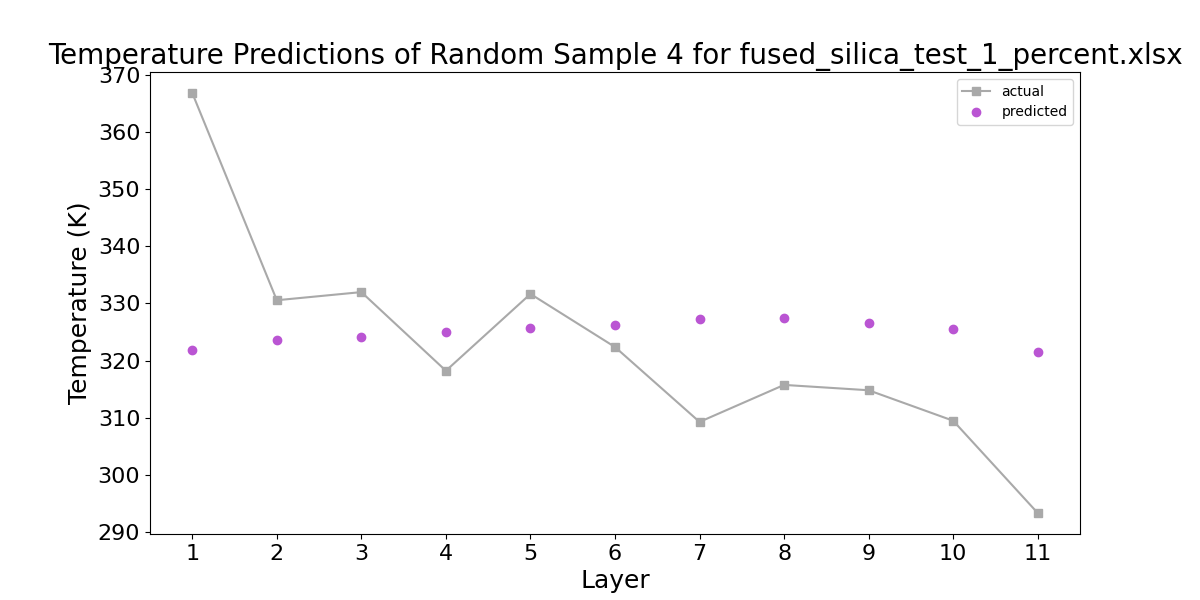 Temperature Predictions of Random Sample 4 for fused_silica_test_1_percent.xlsx
actual
predicted
Temperature (K)
370
360
350
340
330
320
310
300
290
1 2 3 4 5 6 7 8 9 10 11
Layer